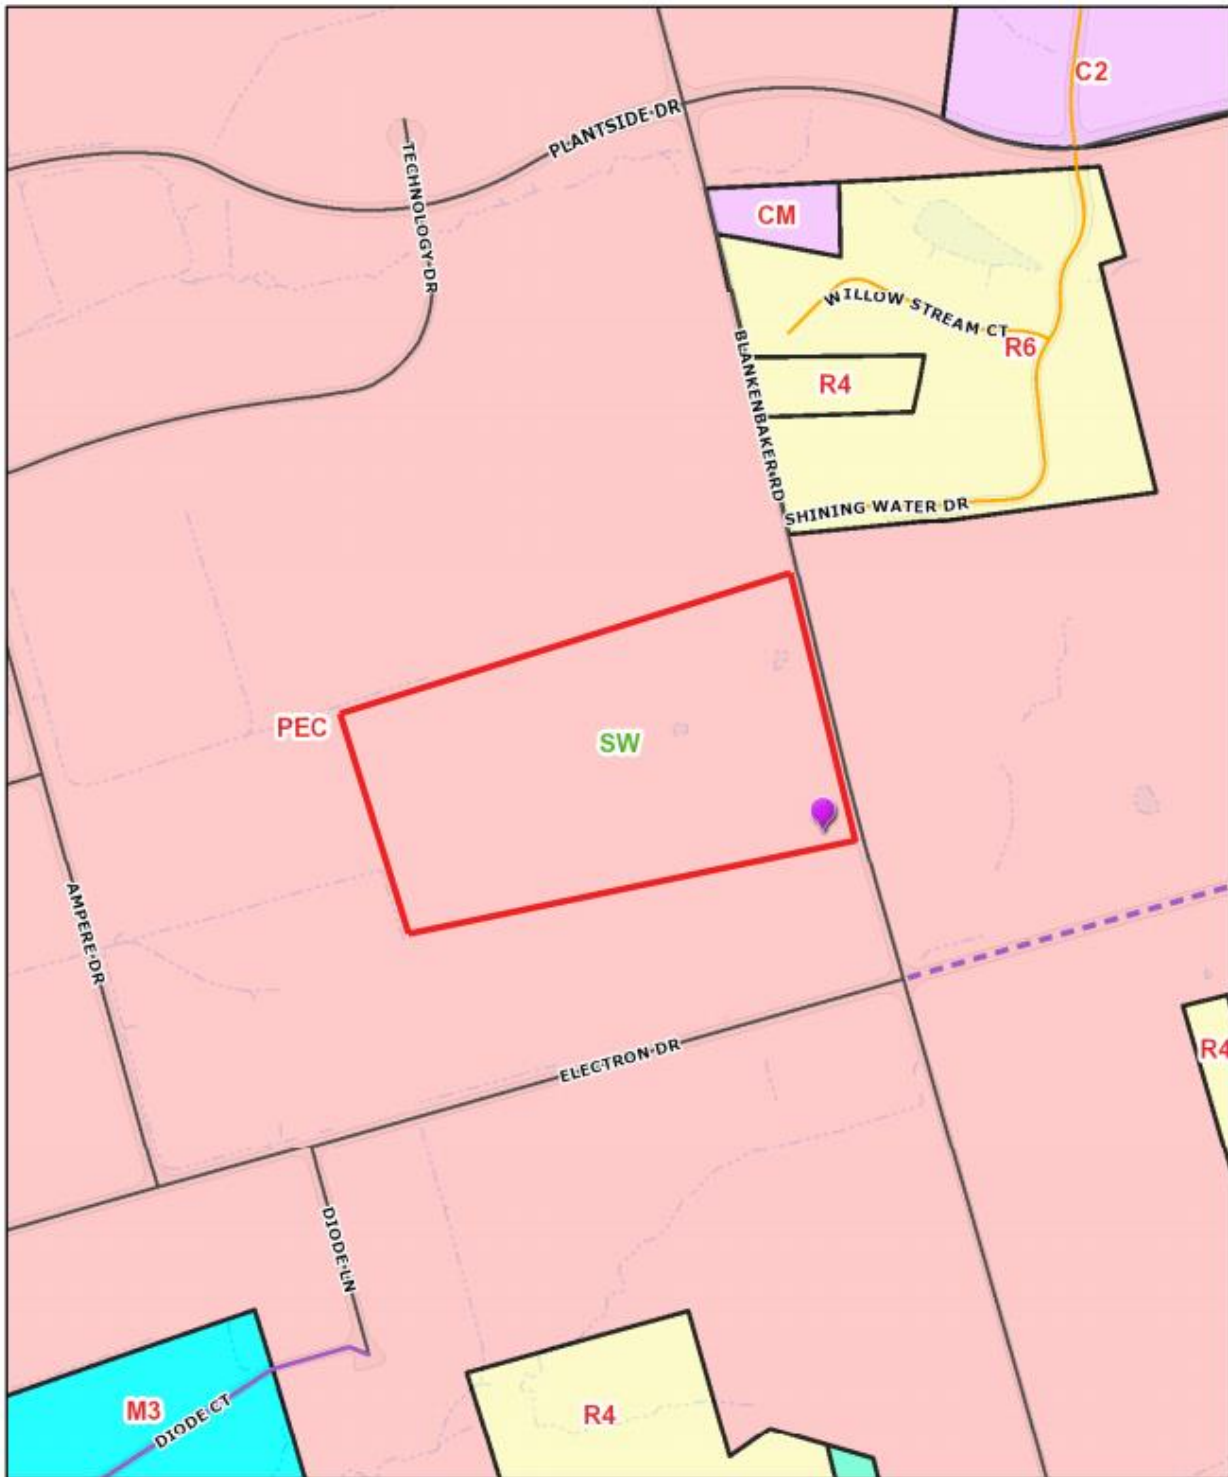 C2
PLANTSIDE DR
TECHNOLOGY DR
CM
WILLOW STREAM CT
R6
BLANKENBAKER RD
R4
SHINING WATER DR
PEC
SW
AMPERE DR
R4
ELECTRON DR
DIODE LN
M3
DIODE CT
R4